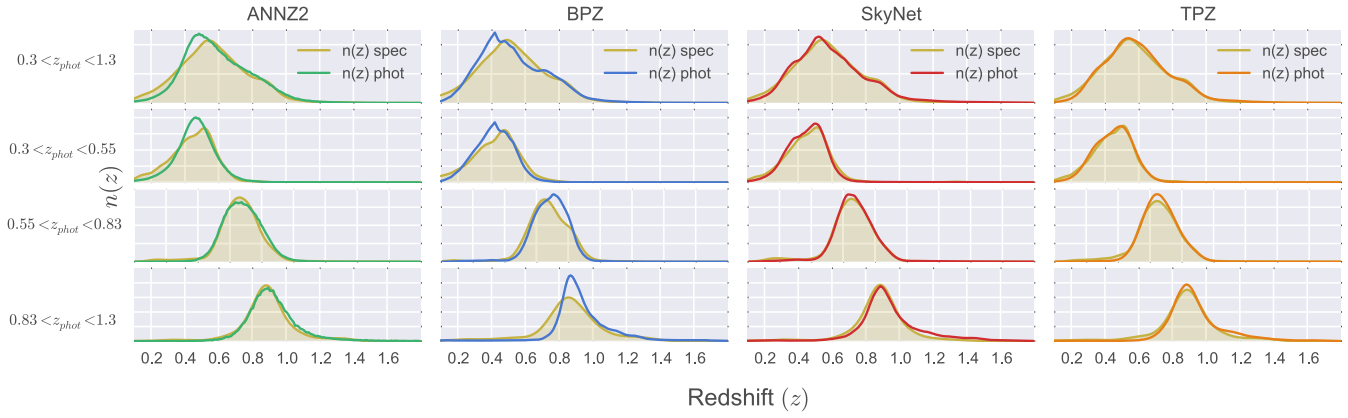 ANNZ2 BPZ SkyNet TPZ
0.3 < z_phot < 1.3
n(z) spec n(z) spec n(z) spec n(z) spec
n(z) phot n(z) phot n(z) phot n(z) phot
0.3 < z_phot < 0.55
n(z)
0.55 < z_phot < 0.83
0.83 < z_phot < 1.3
0.2 0.4 0.6 0.8 1.0 1.2 1.4 1.6 0.2 0.4 0.6 0.8 1.0 1.2 1.4 1.6 0.2 0.4 0.6 0.8 1.0 1.2 1.4 1.6 0.2 0.4 0.6 0.8 1.0 1.2 1.4 1.6
Redshift (z)